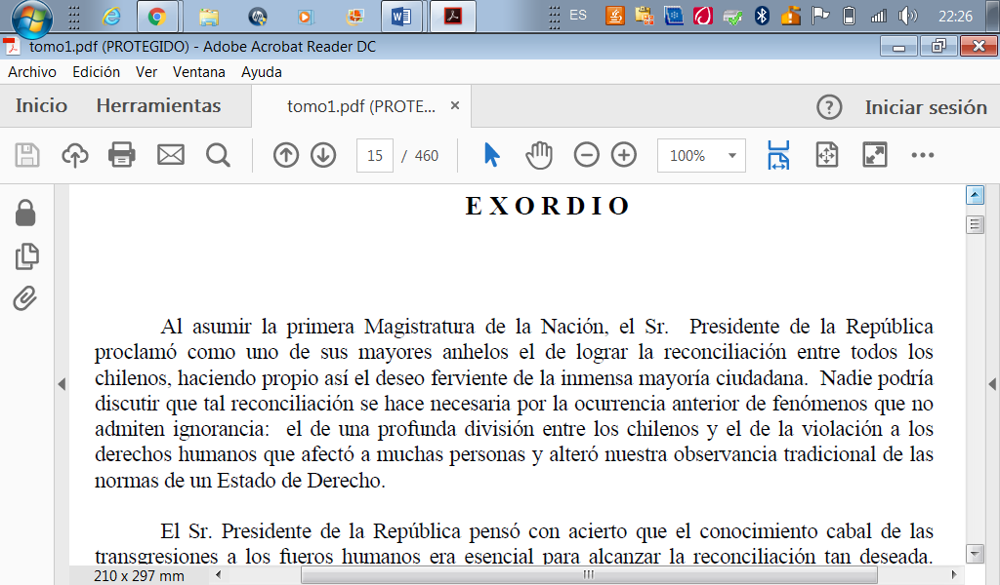 ES 22:26
tomo1.pdf (PROTEGIDO) - Adobe Acrobat Reader DC
Archivo Edición Ver Ventana Ayuda
Inicio Herramientas tomo1.pdf (PROTE... × ? Iniciar sesión
15 / 460 100%
E X O R D I O
Al asumir la primera Magistratura de la Nación, el Sr. Presidente de la República
proclamó como uno de sus mayores anhelos el de lograr la reconciliación entre todos los
chilenos, haciendo propio así el deseo ferviente de la inmensa mayoría ciudadana. Nadie podría
discutir que tal reconciliación se hace necesaria por la ocurrencia anterior de fenómenos que no
admiten ignorancia: el de una profunda división entre los chilenos y el de la violación a los
derechos humanos que afectó a muchas personas y alteró nuestra observancia tradicional de las
normas de un Estado de Derecho.
El Sr. Presidente de la República pensó con acierto que el conocimiento cabal de las
transgresiones a los fueros humanos era esencial para alcanzar la reconciliación tan deseada.
210 x 297 mm